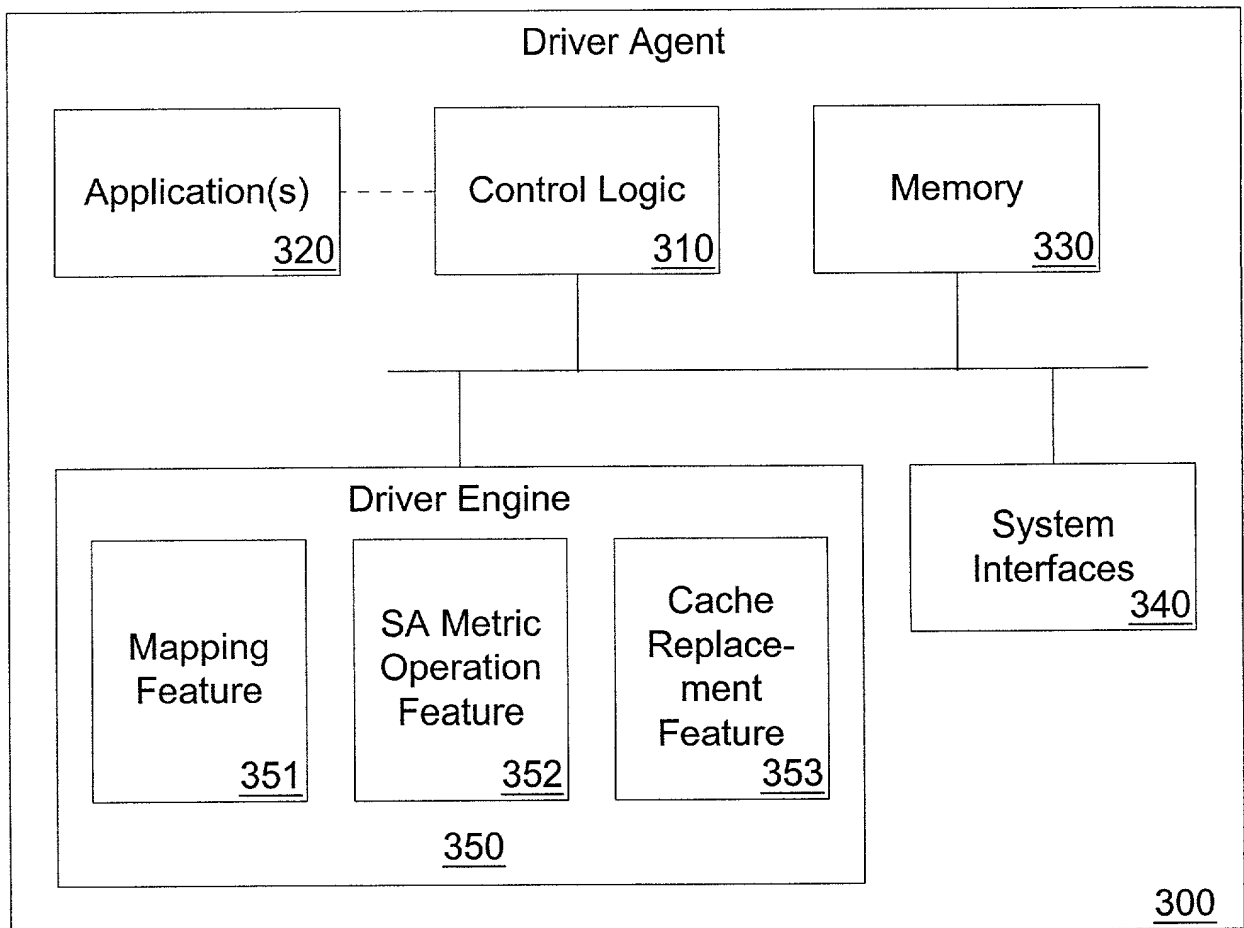 Driver Agent
Application(s)
320
Control Logic
310
Memory
330
Driver Engine
Mapping
Feature
351
SA Metric
Operation
Feature
352
Cache
Replace-
ment
Feature
353
350
System
Interfaces
340
300